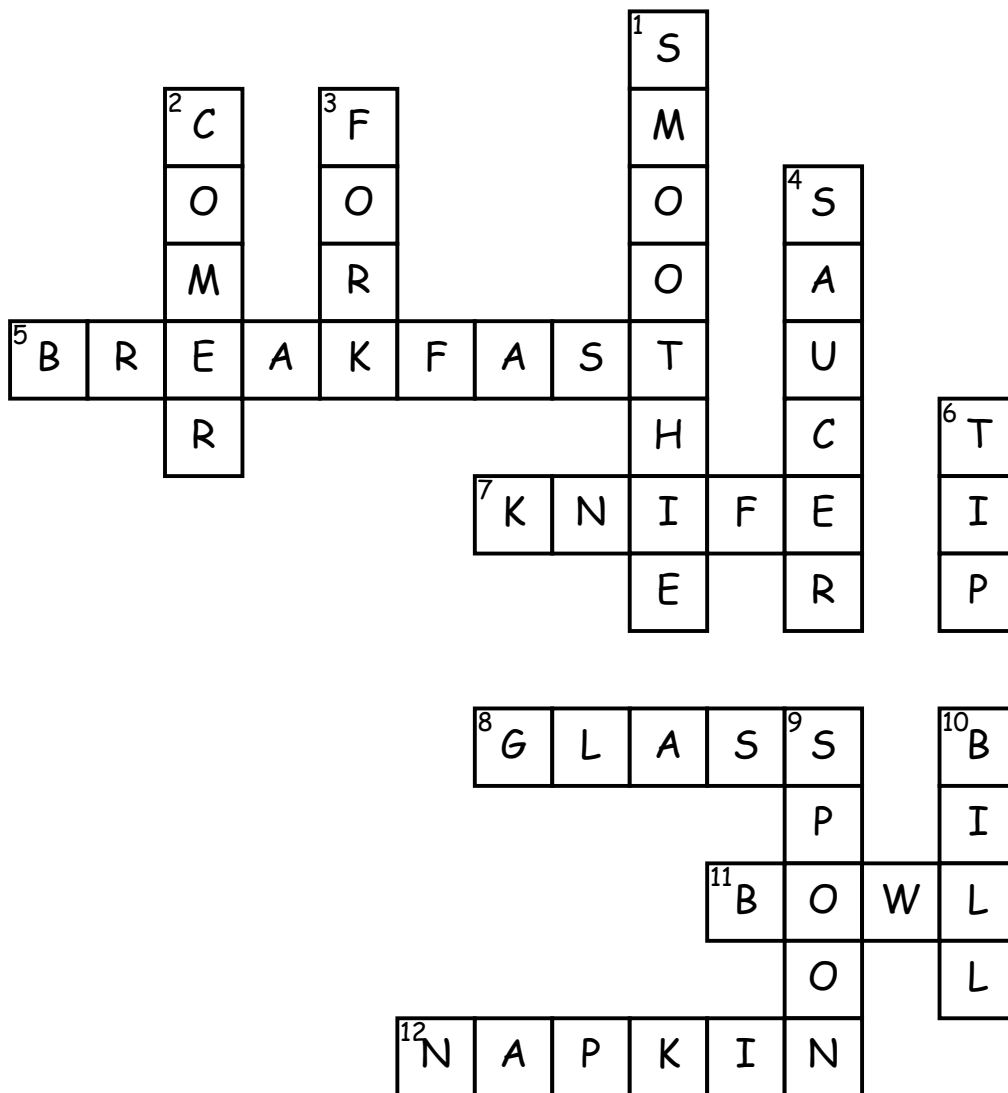 1 S
2 C 3 F M
O O O 4 S
M R O A
5 B R E A K F A S T U
R H C 6 T
7 K N I F E I
E R P
8 G L A S 9 S 10 B
P I
11 B O W L
O L
12 N A P K I N